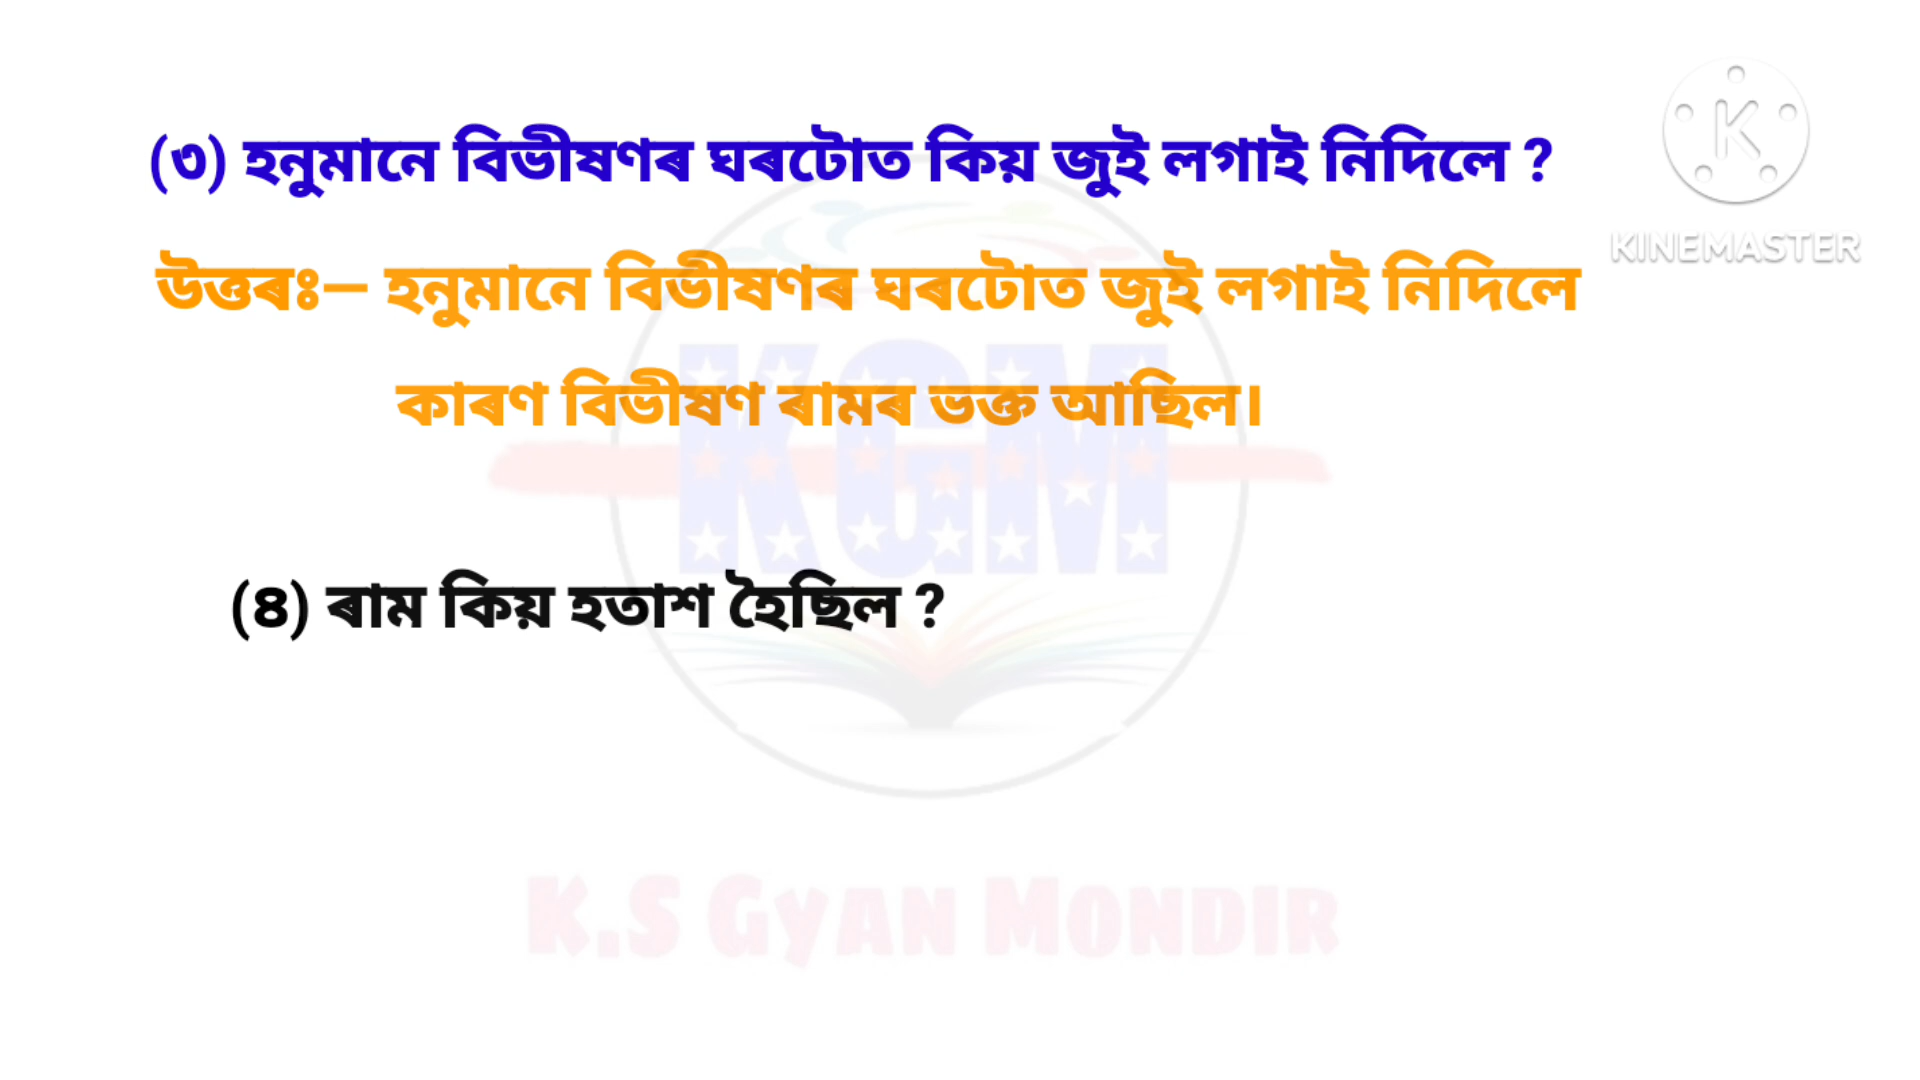 (৩) হনুমানে বিভীষণৰ ঘৰটোত কিয় জুই লগাই নিদিলে ?
উত্তৰঃ— হনুমানে বিভীষণৰ ঘৰটোত জুই লগাই নিদিলে
কাৰণ বিভীষণ ৰামৰ ভক্ত আছিল।
(৪) ৰাম কিয় হতাশ হৈছিল ?
K
KINEMASTER
KGM
K.S GYAN MONDIR